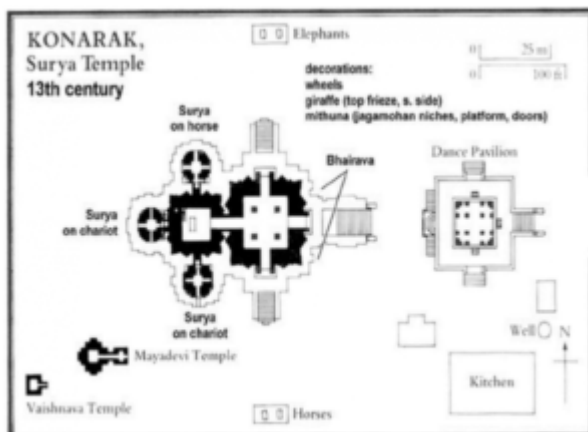 KONARAK,
Surya Temple
13th century
Elephants
0 25 m
0 100 ft
decorations:
wheels
giraffe (top frieze, s. side)
mithuna (jagamohan niches, platform, doors)
Surya
on horse
Bhairava
Dance Pavilion
Surya
on chariot
Surya
on chariot
Mayadevi Temple
Vaishnava Temple
Well
N
Kitchen
Horses